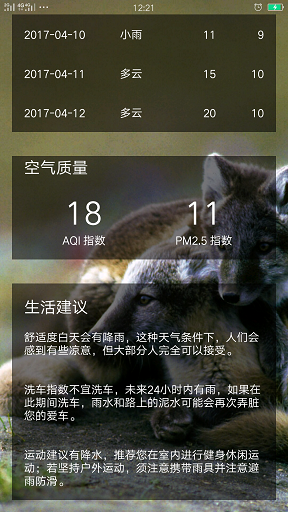 12:21
2017-04-10 小雨 11 9
2017-04-11 多云 15 10
2017-04-12 多云 20 10
空气质量
18 11
AQI 指数 PM2.5 指数
生活建议
舒适度白天会有降雨，这种天气条件下，人们会
感到有些凉意，但大部分人完全可以接受。
洗车指数不宜洗车，未来24小时内有雨，如果在
此期间洗车，雨水和路上的泥水可能会再次弄脏
您的爱车。
运动建议有降水，推荐您在室内进行健身休闲运
动；若坚持户外运动，须注意携带雨具并注意避
雨防滑。